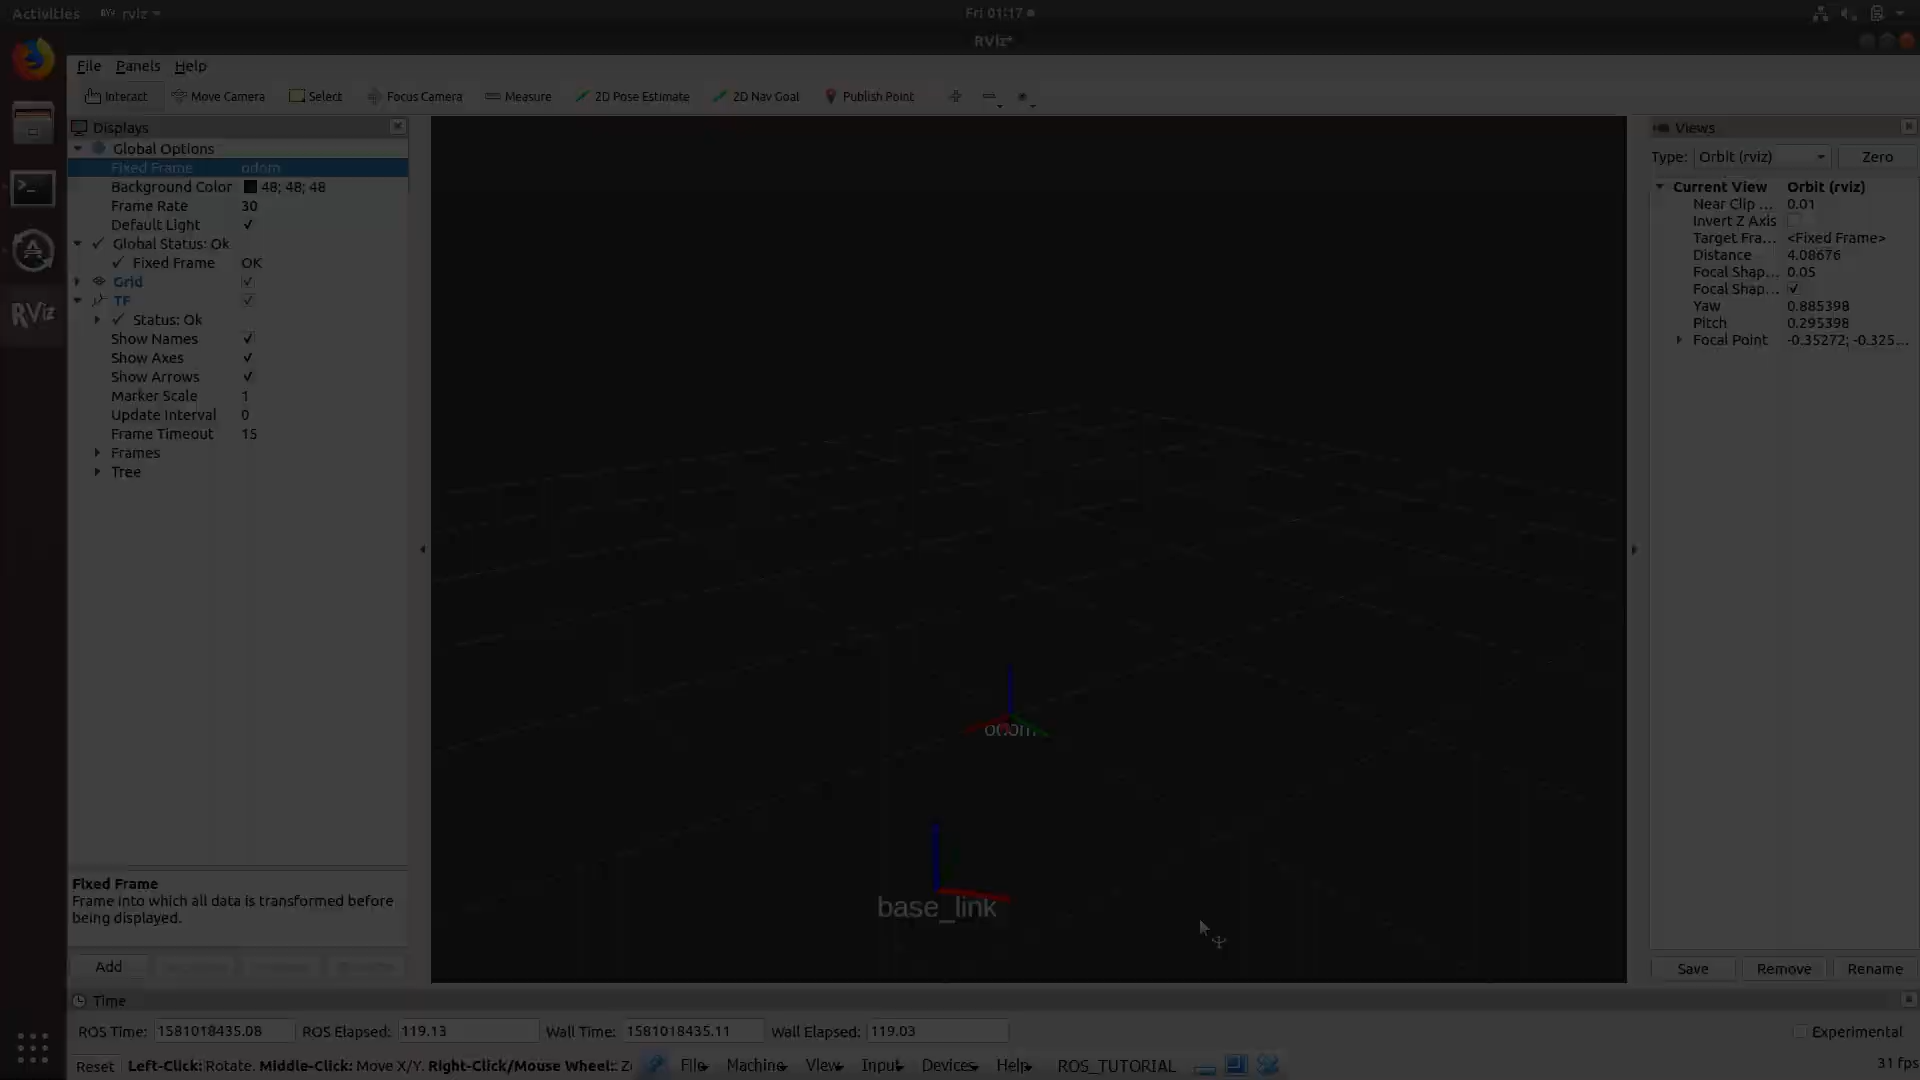 Activities
rviz
Fri 01:17
RViz*
File Panels Help
Interact Move Camera Select Focus Camera Measure 2D Pose Estimate 2D Nav Goal Publish Point
Displays
Global Options
Fixed Frame odom
Background Color 48; 48; 48
Frame Rate 30
Default Light
Global Status: Ok
Fixed Frame OK
Grid
TF
Status: Ok
Show Names
Show Axes
Show Arrows
Marker Scale 1
Update Interval 0
Frame Timeout 15
Frames
Tree
Fixed Frame
Frame into which all data is transformed before
being displayed.
Add
RViz
odom
base_link
Views
Type: Orbit (rviz) Zero
Current View Orbit (rviz)
Near Clip ... 0.01
Invert Z Axis
Target Fra... <Fixed Frame>
Distance 4.08676
Focal Shap... 0.05
Focal Shap...
Yaw 0.885398
Pitch 0.295398
Focal Point -0.35272; -0.325...
Save Remove Rename
Time
ROS Time: 1581018435.08 ROS Elapsed: 119.13 Wall Time: 1581018435.11 Wall Elapsed: 119.03 Experimental
Reset Left-Click: Rotate. Middle-Click: Move X/Y. Right-Click/Mouse Wheel:: Z
File Machine View Input Devices Help ROS_TUTORIAL
31 fps